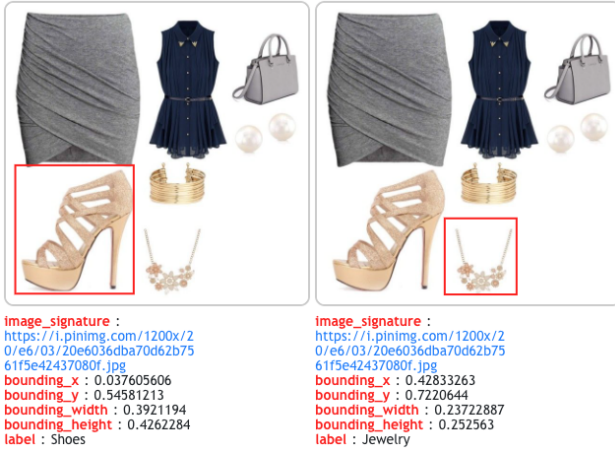 image_signature :
https://i.pinimg.com/1200x/2
0/e6/03/20e6036dba70d62b75
61f5e42437080f.jpg
bounding_x : 0.037605606
bounding_y : 0.54581213
bounding_width : 0.3921194
bounding_height : 0.4262284
label : Shoes
image_signature :
https://i.pinimg.com/1200x/2
0/e6/03/20e6036dba70d62b75
61f5e42437080f.jpg
bounding_x : 0.42833263
bounding_y : 0.7220644
bounding_width : 0.23722887
bounding_height : 0.252563
label : Jewelry